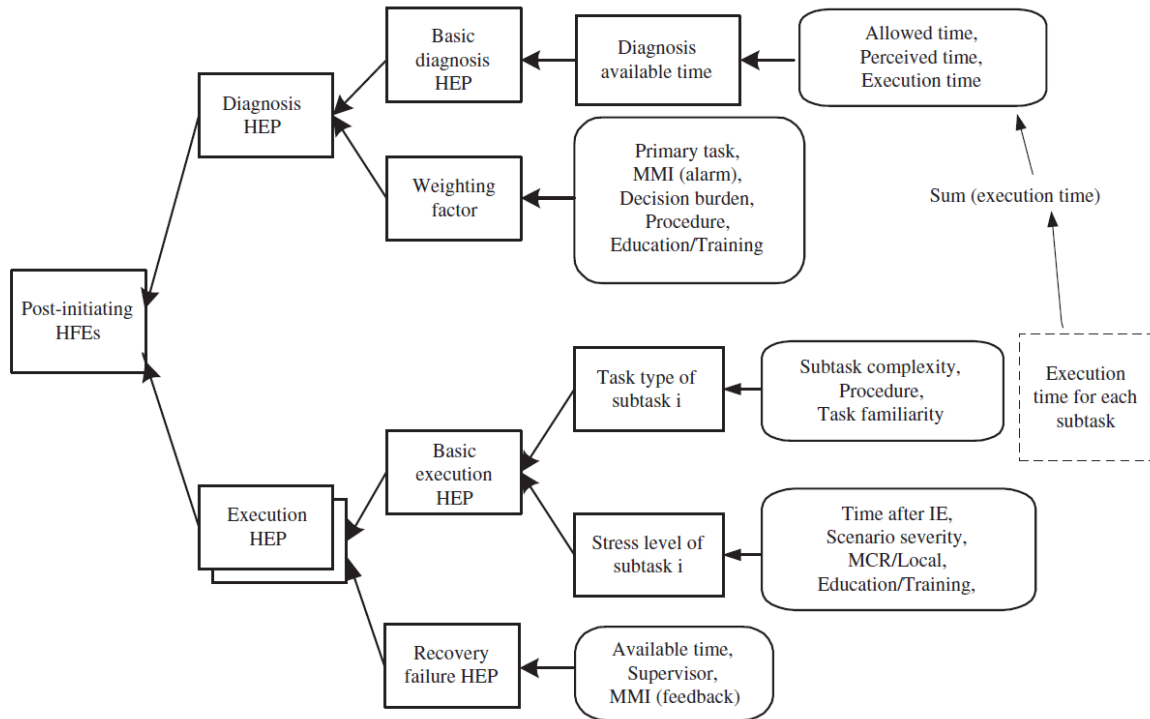 Basic
diagnosis
HEP
Diagnosis
available time
Allowed time,
Perceived time,
Execution time
Diagnosis
HEP
Weighting
factor
Primary task,
MMI (alarm),
Decision burden,
Procedure,
Education/Training
Sum (execution time)
Post-initiating
HFEs
Task type of
subtask i
Subtask complexity,
Procedure,
Task familiarity
Execution
time for each
subtask
Basic
execution
HEP
Execution
HEP
Stress level of
subtask i
Time after IE,
Scenario severity,
MCR/Local,
Education/Training,
Recovery
failure HEP
Available time,
Supervisor,
MMI (feedback)